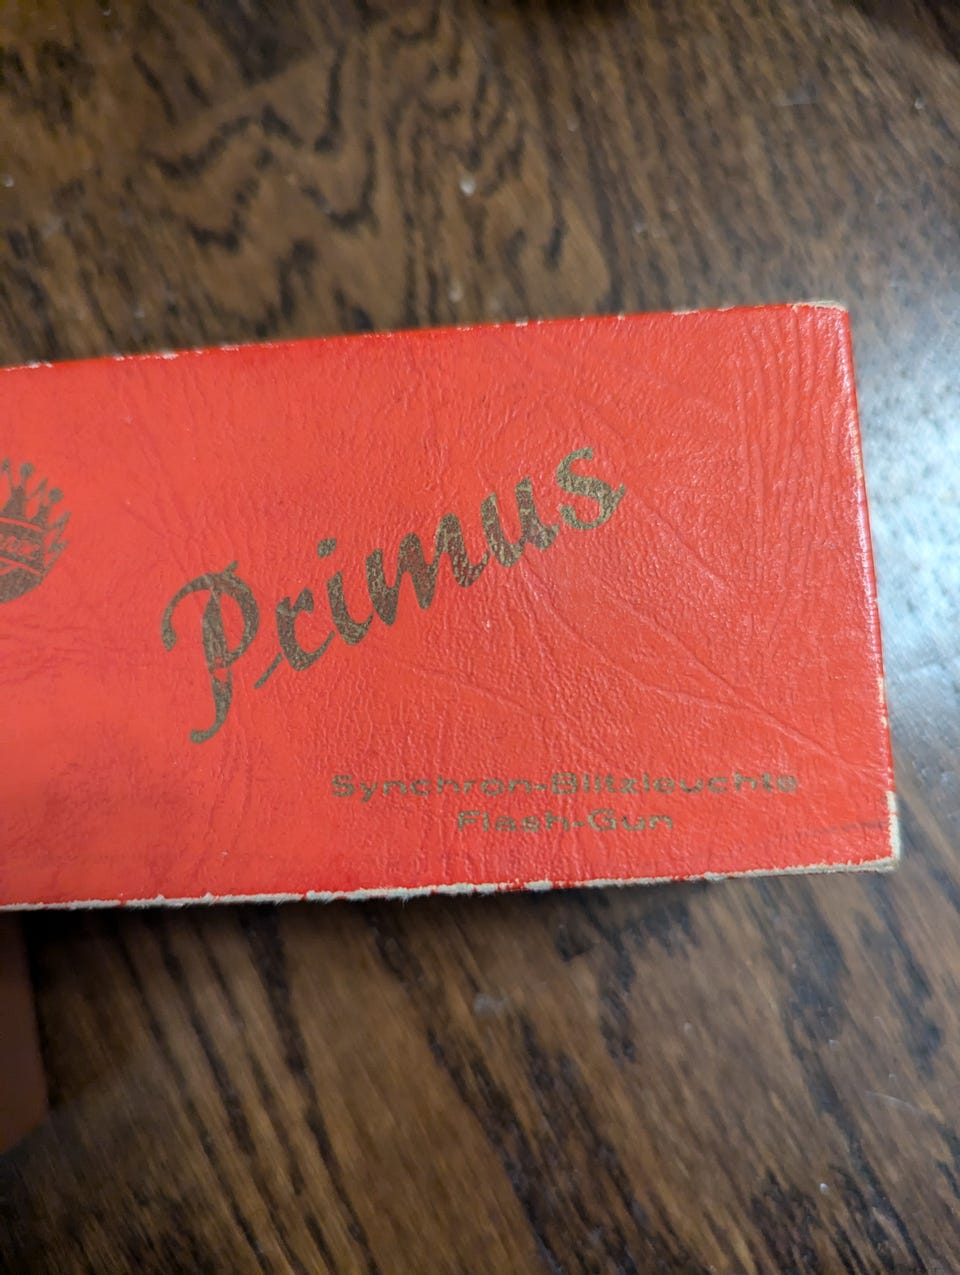 Primus
Synchron-Blitzleuchte
Flash-Gun